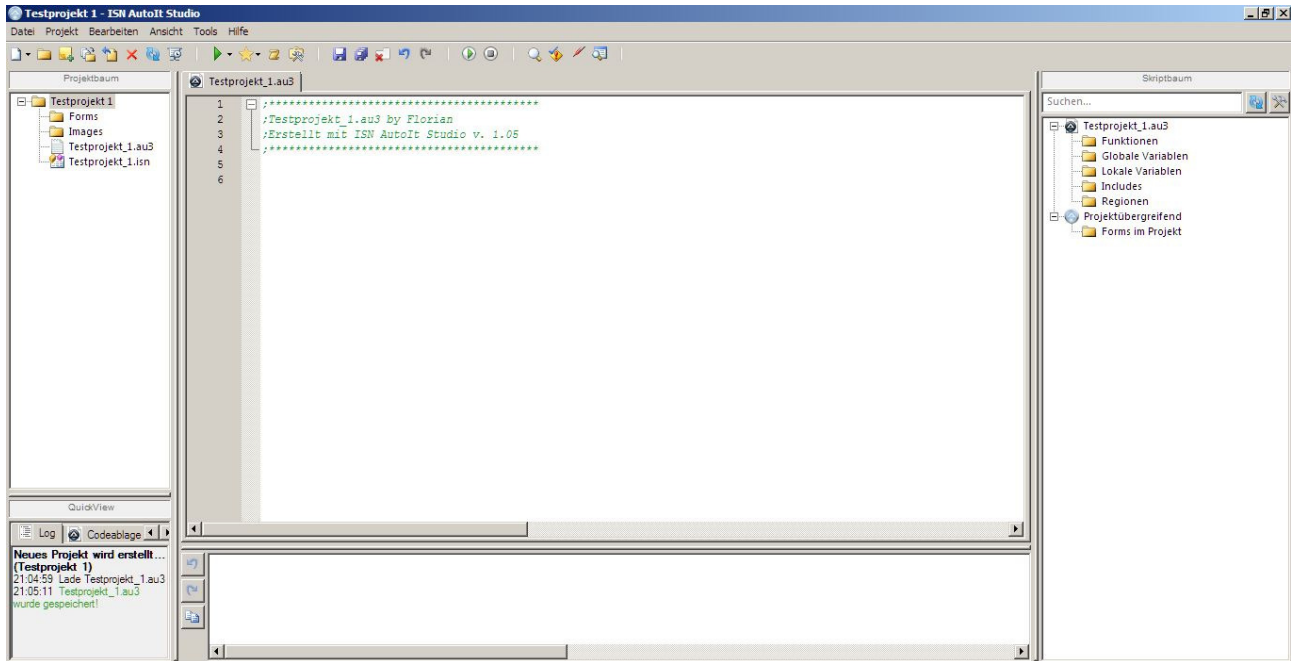 Testprojekt 1 - ISN AutoIt Studio
Datei Projekt Bearbeiten Ansicht Tools Hilfe
Projektbaum
Testprojekt 1
Forms
Images
Testprojekt_1.au3
Testprojekt_1.isn
QuickView
Log Codeablage
Neues Projekt wird erstellt...
(Testprojekt 1)
21:04:59 Lade Testprojekt_1.au3
21:05:11 Testprojekt_1.au3
wurde gespeichert!
Testprojekt_1.au3
1 ;*****************************************
2 ;Testprojekt_1.au3 by Florian
3 ;Erstellt mit ISN AutoIt Studio v. 1.05
4 ;*****************************************
5
6
Skriptbaum
Suchen...
Testprojekt_1.au3
Funktionen
Globale Variablen
Lokale Variablen
Includes
Regionen
Projektübergreifend
Forms im Projekt